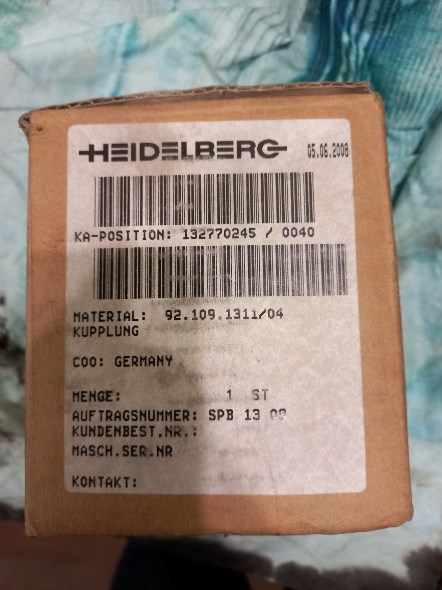 HEIDELBERG 05.06.2008
KA-POSITION: 132770245 / 0040
MATERIAL: 92.109.1311/04
KUPPLUNG
COO: GERMANY
MENGE: 1 ST
AUFTRAGSNUMMER: SPB 13 08
KUNDENBEST.NR.:
MASCH.SER.NR
KONTAKT: